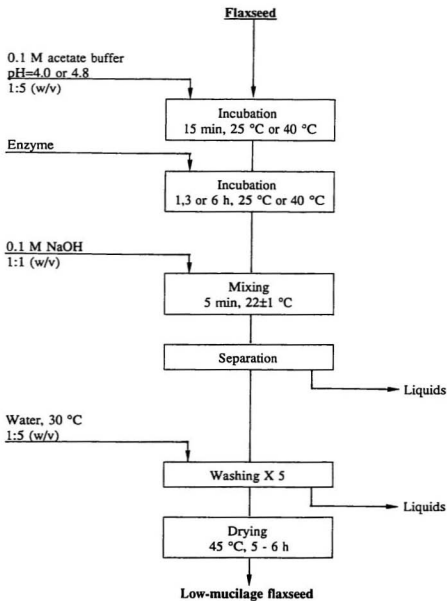 Flaxseed
0.1 M acetate buffer
pH=4.0 or 4.8
1:5 (w/v)
Incubation
15 min, 25 °C or 40 °C
Enzyme
Incubation
1,3 or 6 h, 25 °C or 40 °C
0.1 M NaOH
1:1 (w/v)
Mixing
5 min, 22±1 °C
Separation
Liquids
Water, 30 °C
1:5 (w/v)
Washing X 5
Liquids
Drying
45 °C, 5 - 6 h
Low-mucilage flaxseed